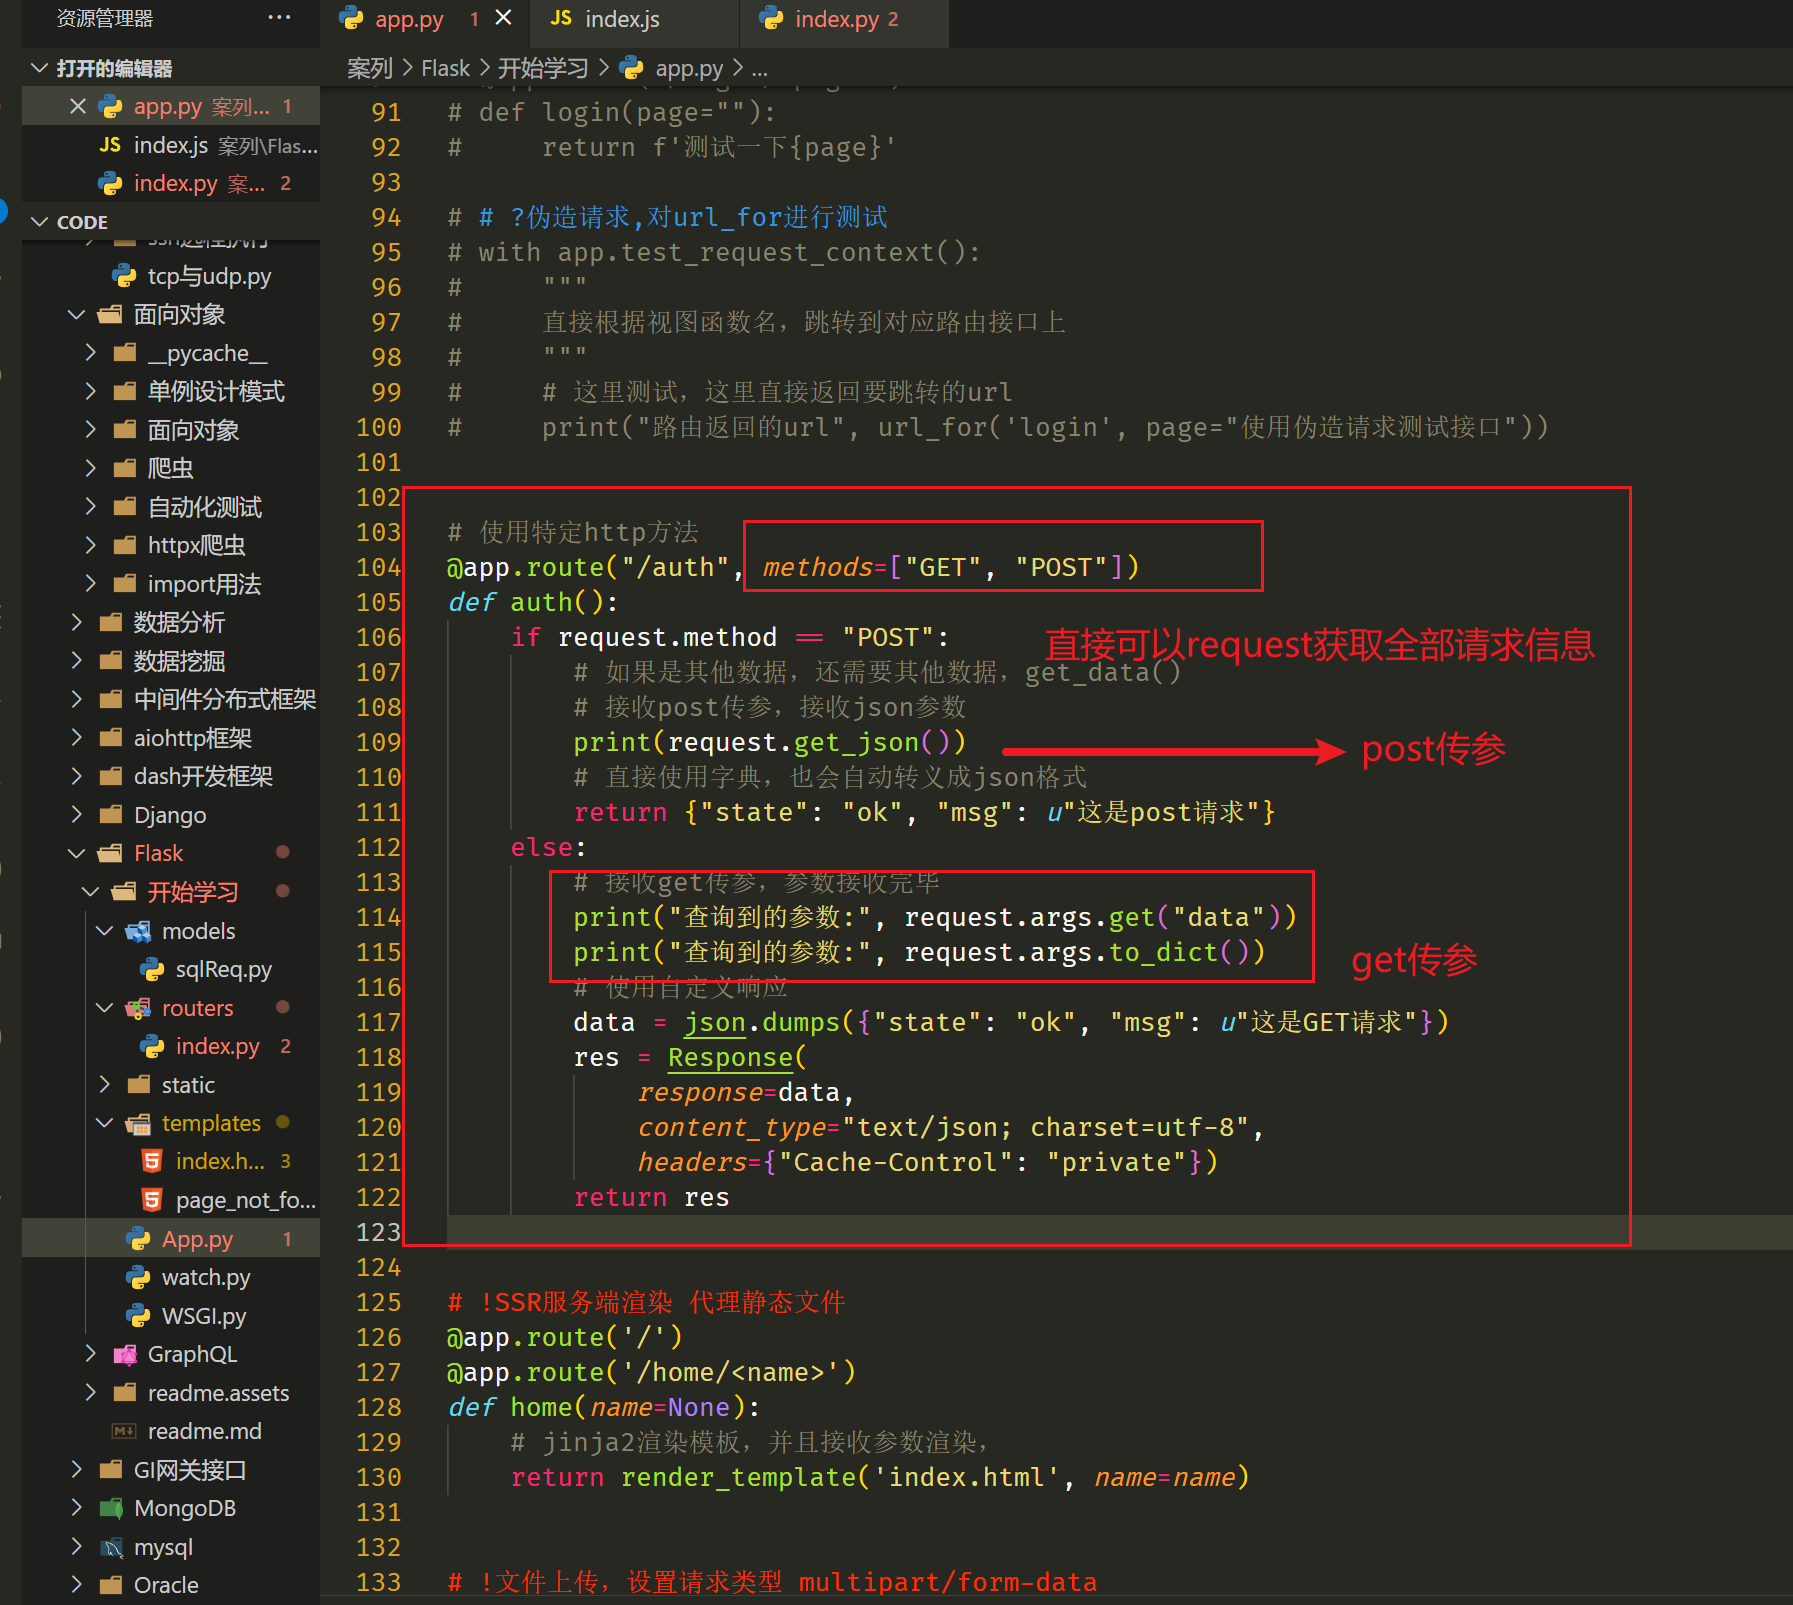 资源管理器
···
app.py 1
index.js
index.py 2
打开的编辑器
app.py 案列... 1
JS index.js 案列\Flas...
index.py 案... 2
CODE
tcp与udp.py
面向对象
__pycache__
单例设计模式
面向对象
爬虫
自动化测试
httpx爬虫
import用法
数据分析
数据挖掘
中间件分布式框架
aiohttp框架
dash开发框架
Django
Flask
开始学习
models
sqlReq.py
routers
index.py 2
static
templates
index.h... 3
page_not_fo...
App.py 1
watch.py
WSGI.py
GraphQL
readme.assets
readme.md
GI网关接口
MongoDB
mysql
Oracle
案列 > Flask > 开始学习 > app.py > ...
91 # def login(page=""):
92 #     return f'测试一下{page}'
93
94 # # ?伪造请求,对url_for进行测试
95 # with app.test_request_context():
96 #     """
97 #     直接根据视图函数名，跳转到对应路由接口上
98 #     """
99 #     # 这里测试，这里直接返回要跳转的url
100 #     print("路由返回的url", url_for('login', page="使用伪造请求测试接口"))
101
102
103 # 使用特定http方法
104 @app.route("/auth", methods=["GET", "POST"])
105 def auth():
106     if request.method == "POST":
直接可以request获取全部请求信息
107         # 如果是其他数据，还需要其他数据，get_data()
108         # 接收post传参，接收json参数
109         print(request.get_json())
post传参
110         # 直接使用字典，也会自动转义成json格式
111         return {"state": "ok", "msg": u"这是post请求"}
112     else:
113         # 接收get传参，参数接收完毕
114         print("查询到的参数:", request.args.get("data"))
115         print("查询到的参数:", request.args.to_dict())
get传参
116         # 使用自定义响应
117         data = json.dumps({"state": "ok", "msg": u"这是GET请求"})
118         res = Response(
119             response=data,
120             content_type="text/json; charset=utf-8",
121             headers={"Cache-Control": "private"})
122         return res
123
124
125 # !SSR服务端渲染 代理静态文件
126 @app.route('/')
127 @app.route('/home/<name>')
128 def home(name=None):
129     # jinja2渲染模板，并且接收参数渲染，
130     return render_template('index.html', name=name)
131
132
133 # !文件上传，设置请求类型 multipart/form-data